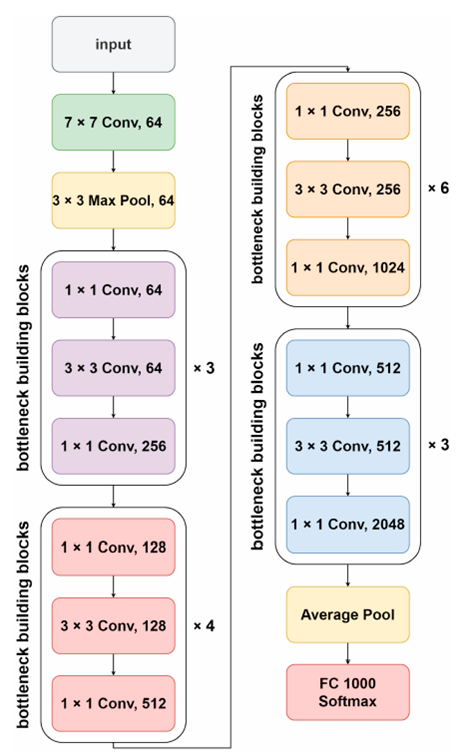 input
7 × 7 Conv, 64
3 × 3 Max Pool, 64
bottleneck building blocks
1 × 1 Conv, 64
3 × 3 Conv, 64
1 × 1 Conv, 256
× 3
bottleneck building blocks
1 × 1 Conv, 128
3 × 3 Conv, 128
1 × 1 Conv, 512
× 4
bottleneck building blocks
1 × 1 Conv, 256
3 × 3 Conv, 256
1 × 1 Conv, 1024
× 6
bottleneck building blocks
1 × 1 Conv, 512
3 × 3 Conv, 512
1 × 1 Conv, 2048
× 3
Average Pool
FC 1000
Softmax